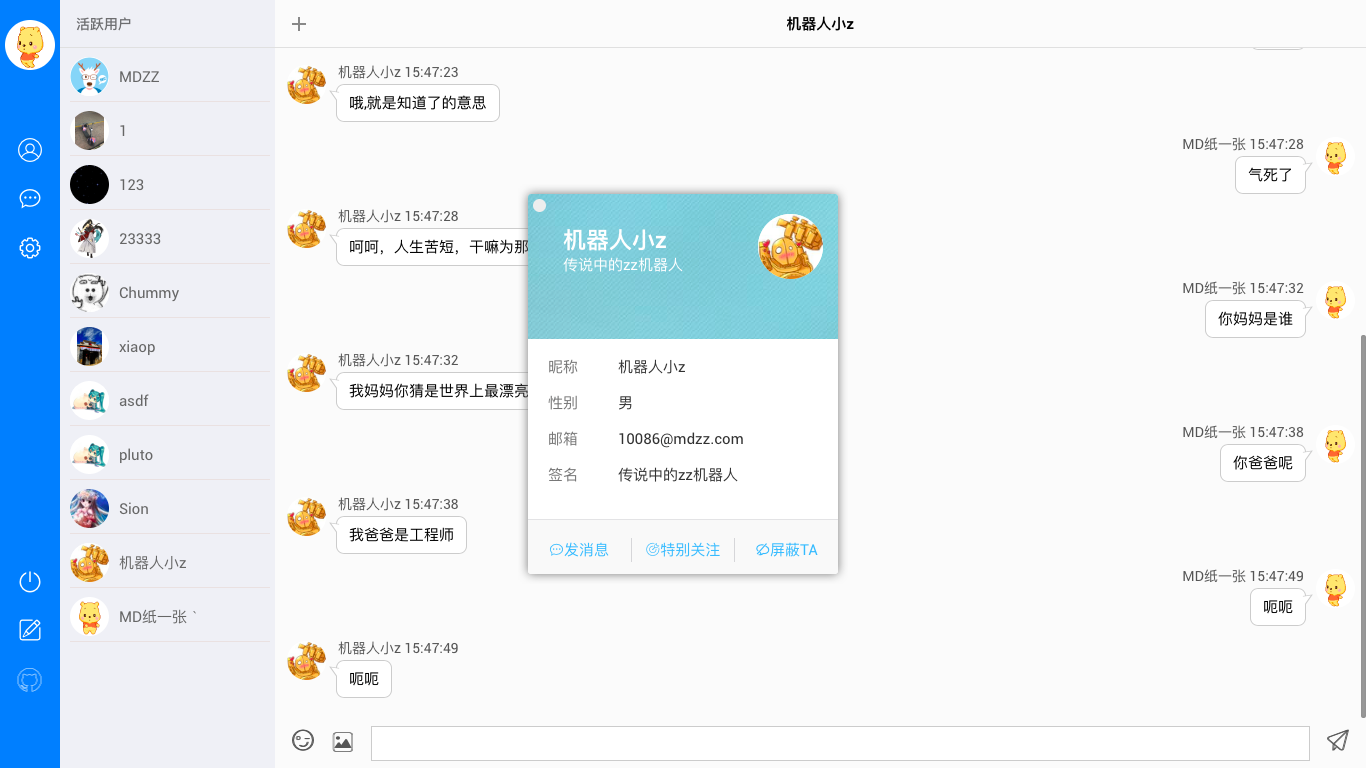 活跃用户
MDZZ
1
123
23333
Chummy
xiaop
asdf
pluto
Sion
机器人小z
MD纸一张 `
机器人小z
机器人小z 15:47:23
哦,就是知道了的意思
MD纸一张 15:47:28
气死了
机器人小z 15:47:28
呵呵，人生苦短，干嘛为那
MD纸一张 15:47:32
你妈妈是谁
机器人小z 15:47:32
我妈妈你猜是世界上最漂亮
MD纸一张 15:47:38
你爸爸呢
机器人小z 15:47:38
我爸爸是工程师
MD纸一张 15:47:49
呃呃
机器人小z 15:47:49
呃呃
机器人小z
传说中的zz机器人
昵称 机器人小z
性别 男
邮箱 10086@mdzz.com
签名 传说中的zz机器人
发消息 特别关注 屏蔽TA